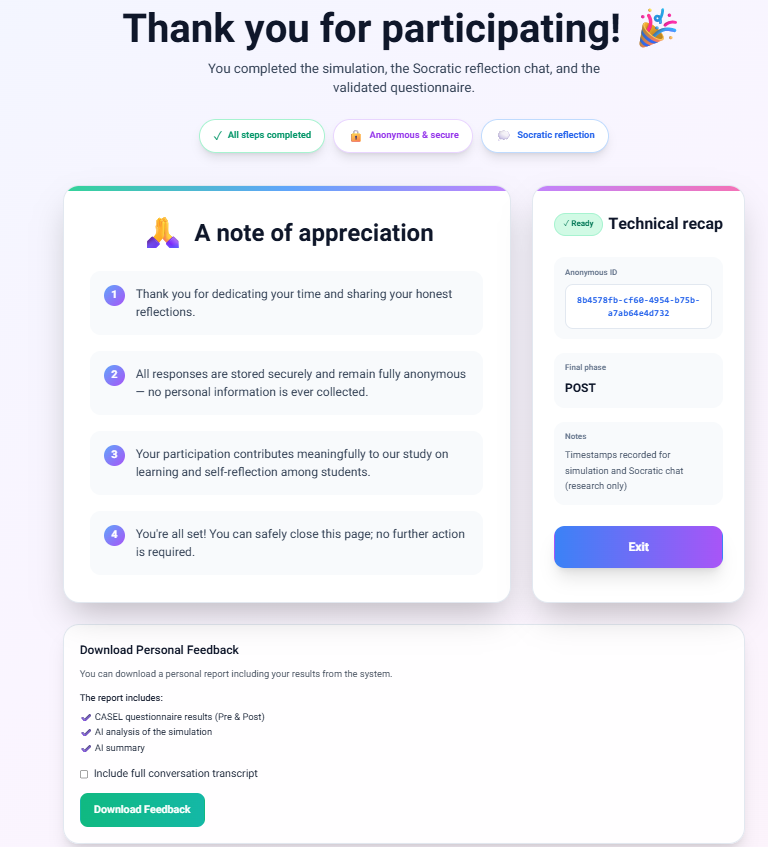 Thank you for participating! 🎉
You completed the simulation, the Socratic reflection chat, and the
validated questionnaire.
✓ All steps completed
🔒 Anonymous & secure
💭 Socratic reflection
🙏 A note of appreciation
1
Thank you for dedicating your time and sharing your honest
reflections.
2
All responses are stored securely and remain fully anonymous
— no personal information is ever collected.
3
Your participation contributes meaningfully to our study on
learning and self-reflection among students.
4
You're all set! You can safely close this page; no further action
is required.
✓ Ready
Technical recap
Anonymous ID
8b4578fb-cf60-4954-b75b-
a7ab64e4d732
Final phase
POST
Notes
Timestamps recorded for
simulation and Socratic chat
(research only)
Exit
Download Personal Feedback
You can download a personal report including your results from the system.
The report includes:
✔ CASEL questionnaire results (Pre & Post)
✔ AI analysis of the simulation
✔ AI summary
Include full conversation transcript
Download Feedback